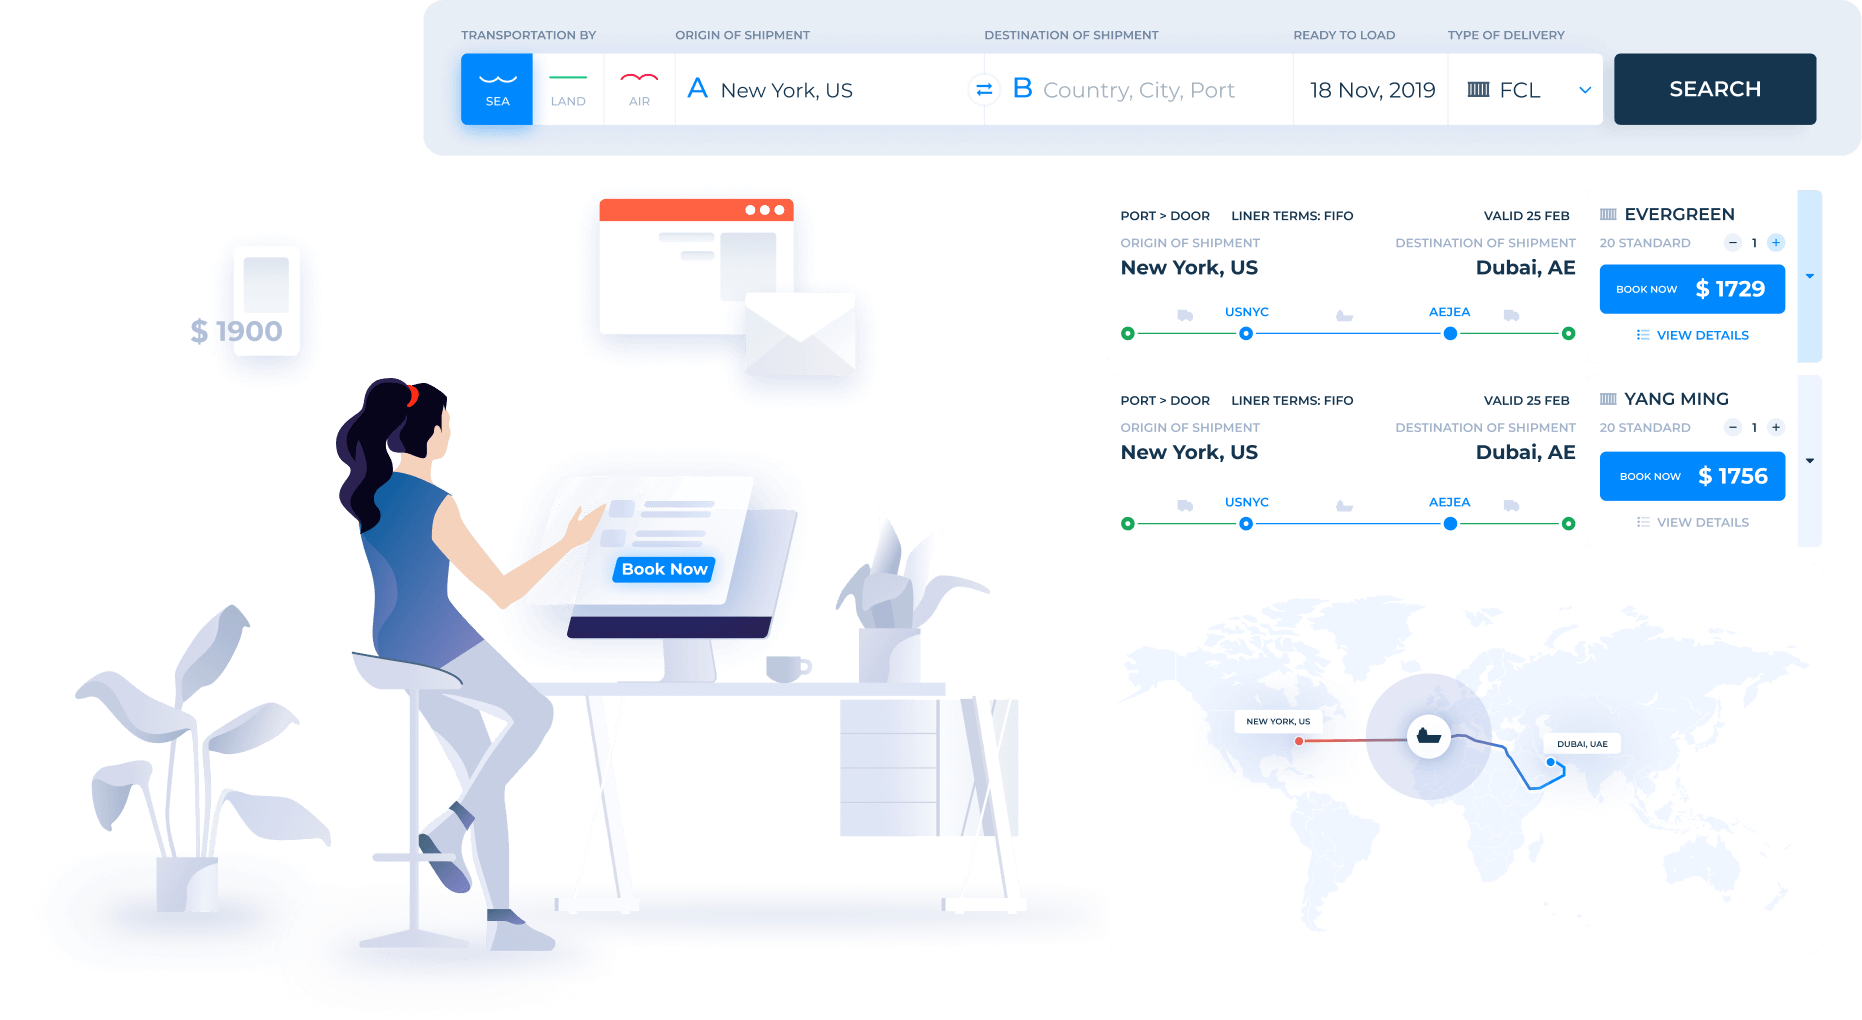 TRANSPORTATION BY
ORIGIN OF SHIPMENT
DESTINATION OF SHIPMENT
READY TO LOAD
TYPE OF DELIVERY
SEA
LAND
AIR
A New York, US
B Country, City, Port
18 Nov, 2019
FCL
SEARCH
$ 1900
Book Now
PORT > DOOR LINER TERMS: FIFO VALID 25 FEB
ORIGIN OF SHIPMENT DESTINATION OF SHIPMENT
New York, US Dubai, AE
USNYC AEJEA
EVERGREEN
20 STANDARD − 1 +
BOOK NOW $ 1729
VIEW DETAILS
PORT > DOOR LINER TERMS: FIFO VALID 25 FEB
ORIGIN OF SHIPMENT DESTINATION OF SHIPMENT
New York, US Dubai, AE
USNYC AEJEA
YANG MING
20 STANDARD − 1 +
BOOK NOW $ 1756
VIEW DETAILS
NEW YORK, US
DUBAI, UAE